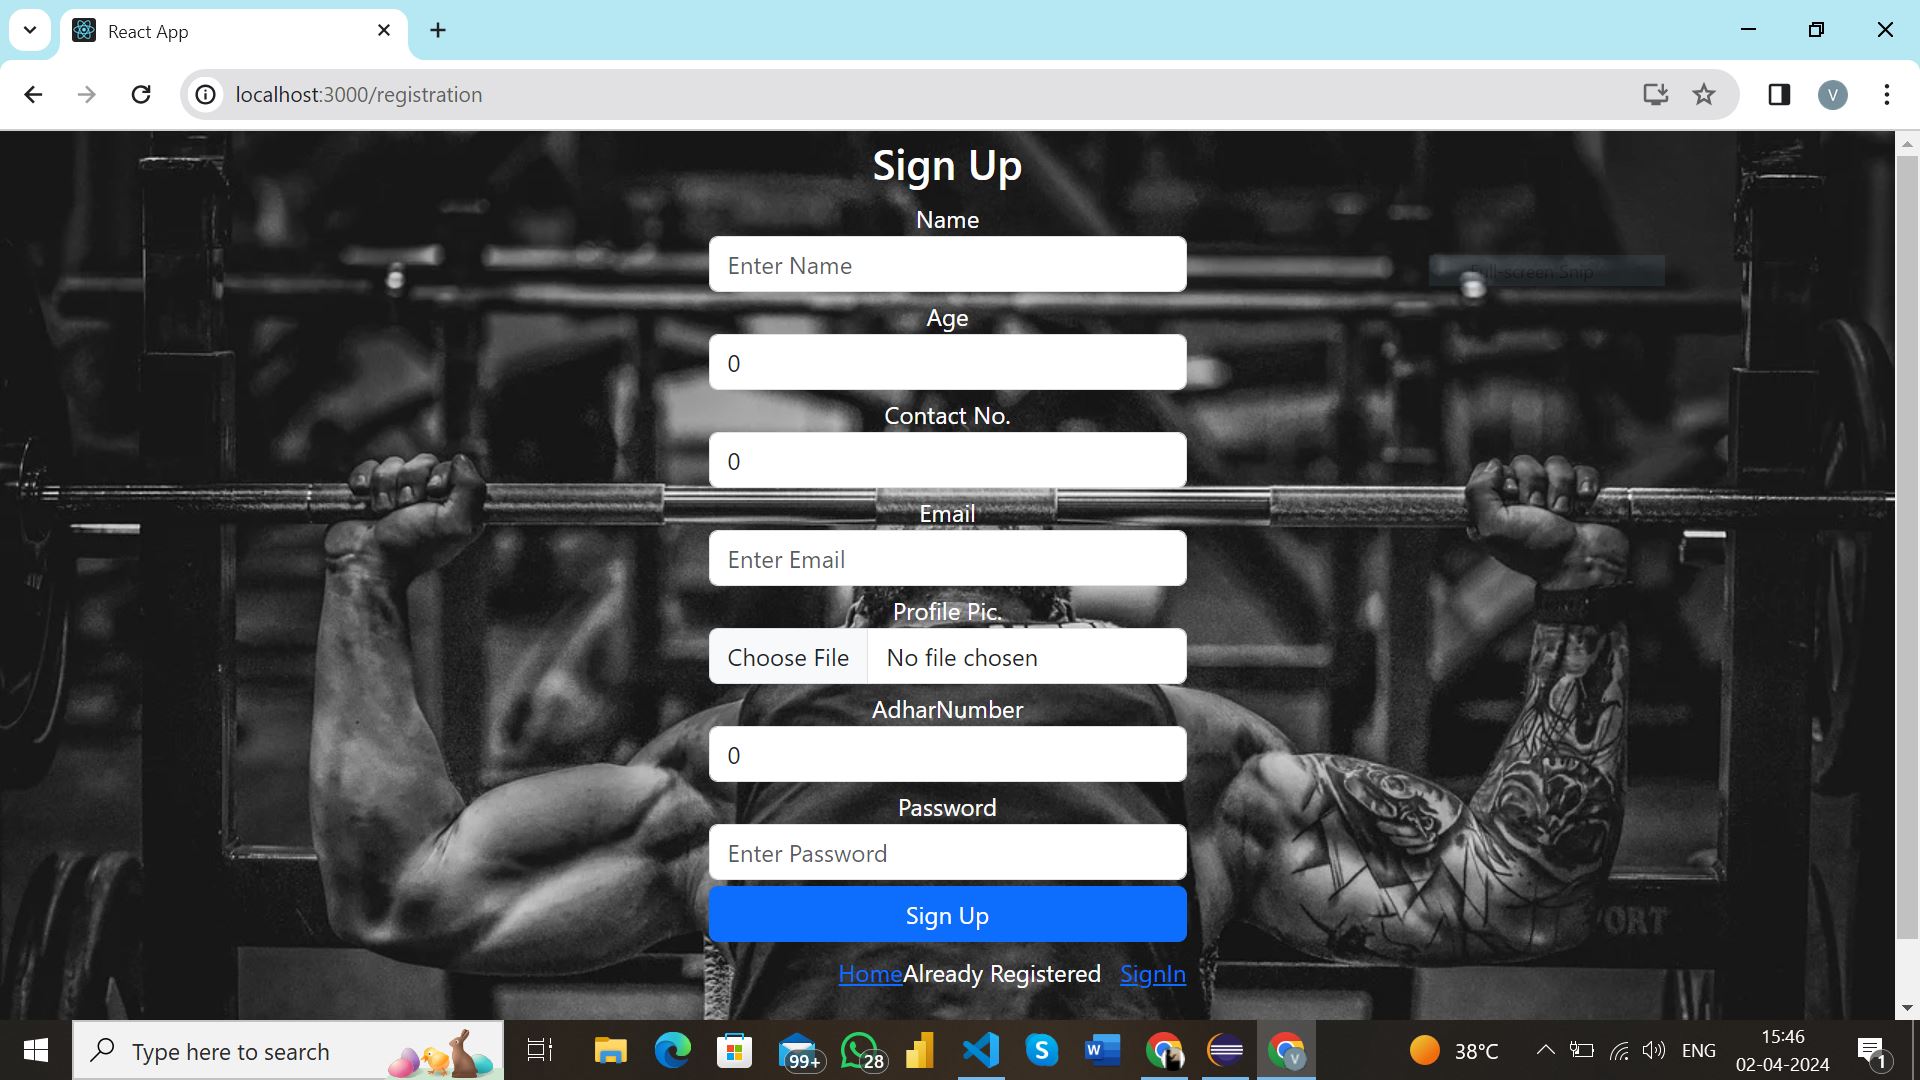 React App
localhost:3000/registration
V
Sign Up
Name
Enter Name
Full-screen Snip
Age
0
Contact No.
0
Email
Enter Email
Profile Pic.
Choose File No file chosen
AdharNumber
0
Password
Enter Password
Sign Up
PORT
HomeAlready Registered SignIn
Type here to search
99+
28
W
V
38°C
ENG
15:46
02-04-2024
1